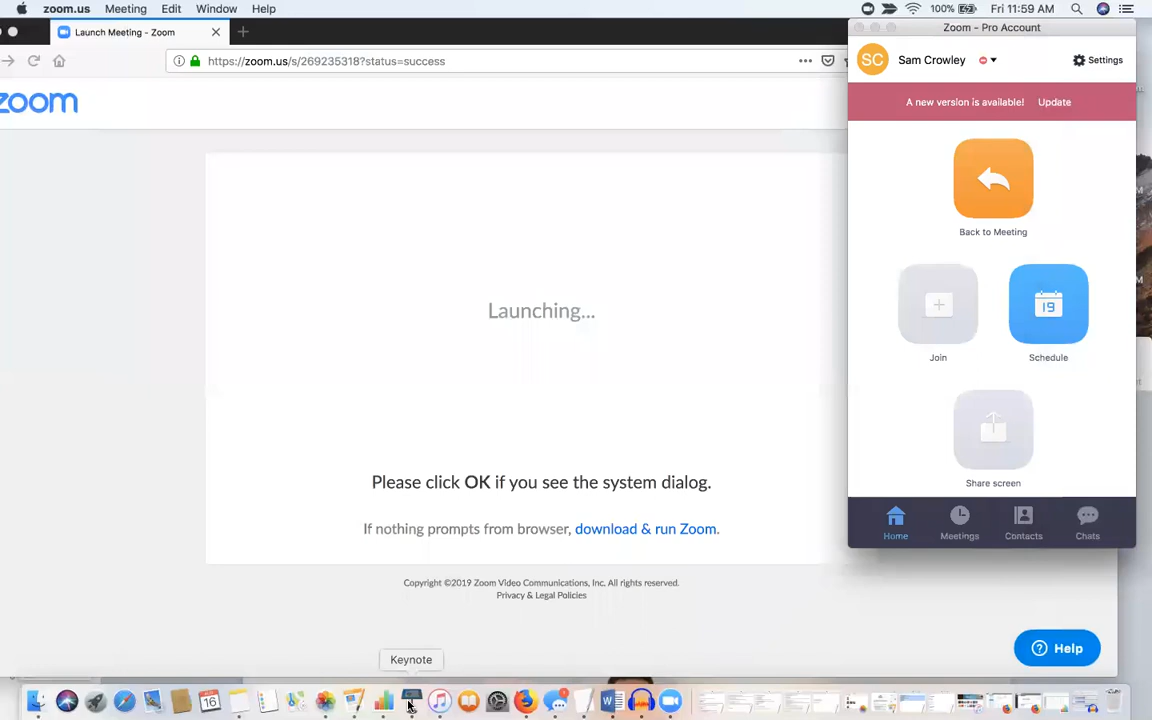 zoom.us Meeting Edit Window Help
100% Fri 11:59 AM
Launch Meeting - Zoom
https://zoom.us/s/269235318?status=success
zoom
Launching...
Please click OK if you see the system dialog.
If nothing prompts from browser, download & run Zoom.
Copyright ©2019 Zoom Video Communications, Inc. All rights reserved.
Privacy & Legal Policies
Help
Zoom - Pro Account
SC Sam Crowley Settings
A new version is available! Update
Back to Meeting
19
Join Schedule
Share screen
Home Meetings Contacts Chats
Keynote
16